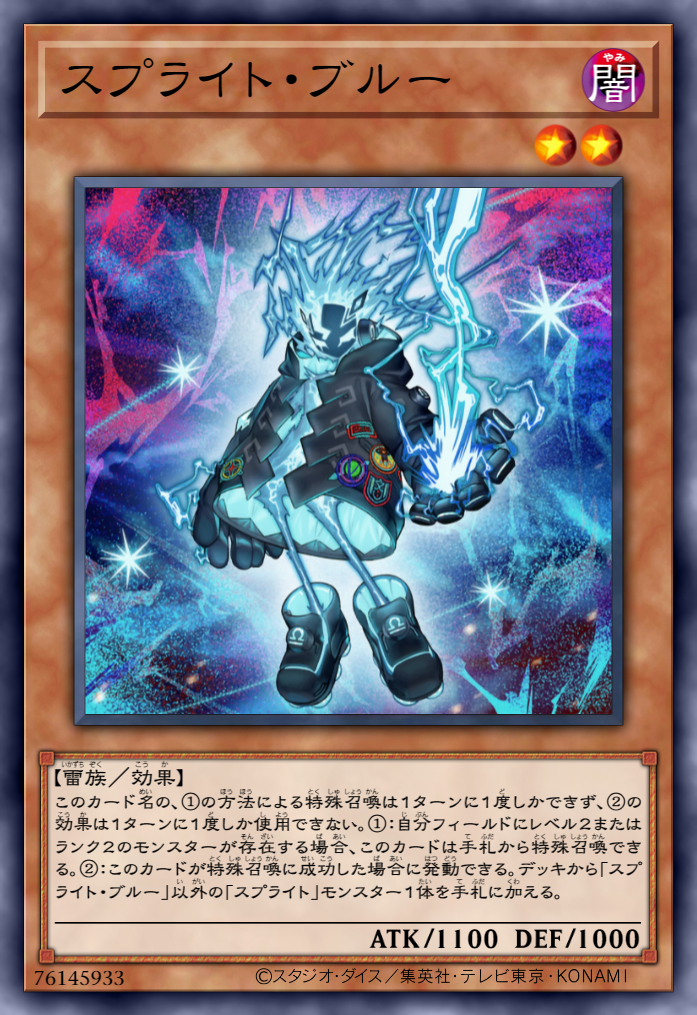 スプライト・ブルー
やみ
闇
【雷族／効果】
このカード名の、①の方法による特殊召喚は1ターンに1度しかできず、②の
効果は1ターンに1度しか使用できない。①:自分フィールドにレベル2または
ランク2のモンスターが存在する場合、このカードは手札から特殊召喚でき
る。②:このカードが特殊召喚に成功した場合に発動できる。デッキから「スプ
ライト・ブルー」以外の「スプライト」モンスター1体を手札に加える。
ATK/1100 DEF/1000
76145933 ©スタジオ・ダイス／集英社・テレビ東京・KONAMI